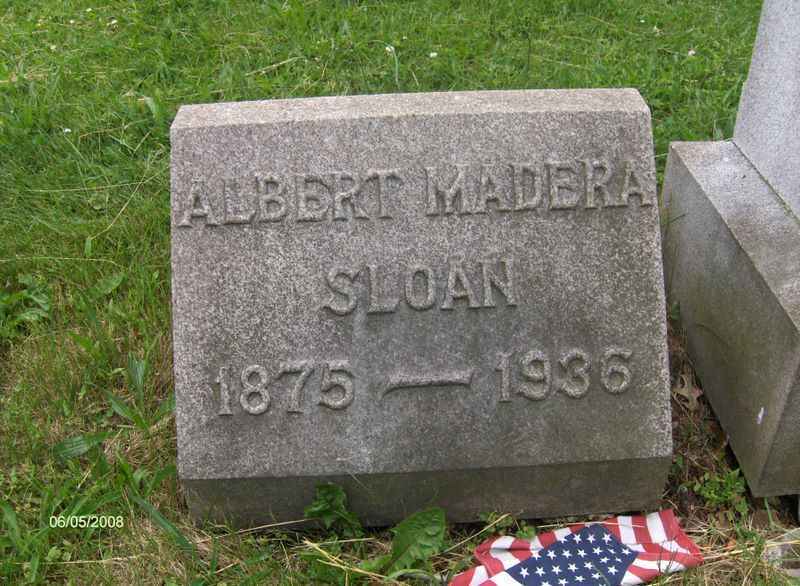 ALBERT MADERA
SLOAN
1875 — 1936
06/05/2008